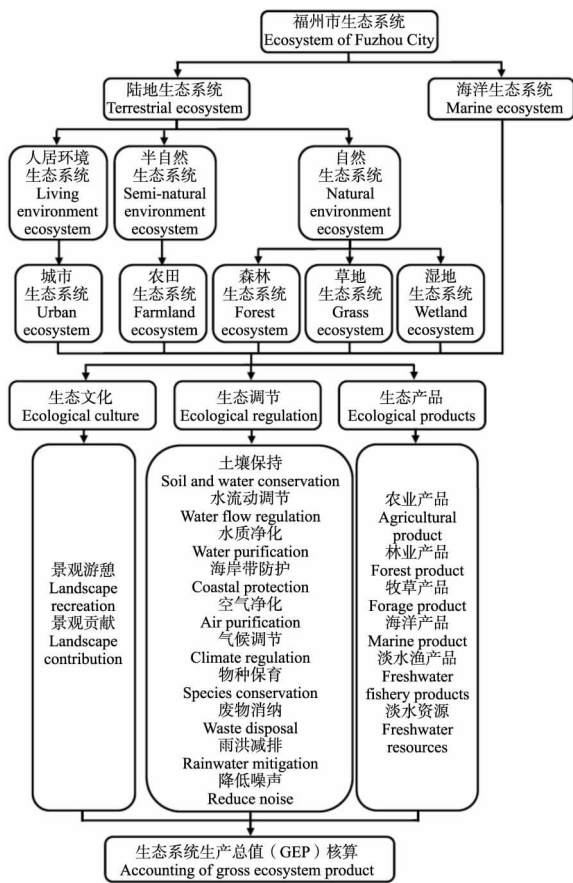 福州市生态系统
Ecosystem of Fuzhou City
陆地生态系统
Terrestrial ecosystem
海洋生态系统
Marine ecosystem
人居环境
生态系统
Living
environment
ecosystem
半自然
生态系统
Semi-natural
environment
ecosystem
自然
生态系统
Natural
environment
ecosystem
城市
生态系统
Urban
ecosystem
农田
生态系统
Farmland
ecosystem
森林
生态系统
Forest
ecosystem
草地
生态系统
Grass
ecosystem
湿地
生态系统
Wetland
ecosystem
生态文化
Ecological culture
生态调节
Ecological regulation
生态产品
Ecological products
景观游憩
Landscape
recreation
景观贡献
Landscape
contribution
土壤保持
Soil and water conservation
水流动调节
Water flow regulation
水质净化
Water purification
海岸带防护
Coastal protection
空气净化
Air purification
气候调节
Climate regulation
物种保育
Species conservation
废物消纳
Waste disposal
雨洪减排
Rainwater mitigation
降低噪声
Reduce noise
农业产品
Agricultural
product
林业产品
Forest product
牧草产品
Forage product
海洋产品
Marine product
淡水渔产品
Freshwater
fishery products
淡水资源
Freshwater
resources
生态系统生产总值（GEP）核算
Accounting of gross ecosystem product